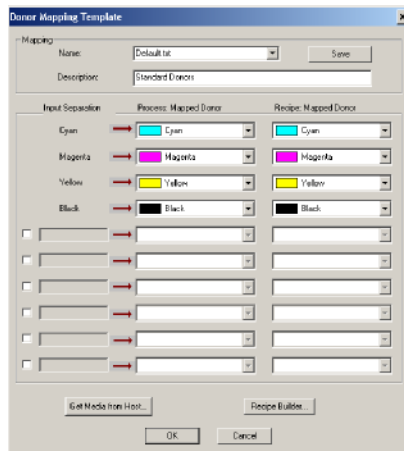 Donor Mapping Template
Mapping
Name: Default.txt Save
Description: Standard Donors
Input Separation Process: Mapped Donor Recipe: Mapped Donor
Cyan Cyan Cyan
Magenta Magenta Magenta
Yellow Yellow Yellow
Black Black Black
Get Media from Host... Recipe Builder...
OK Cancel